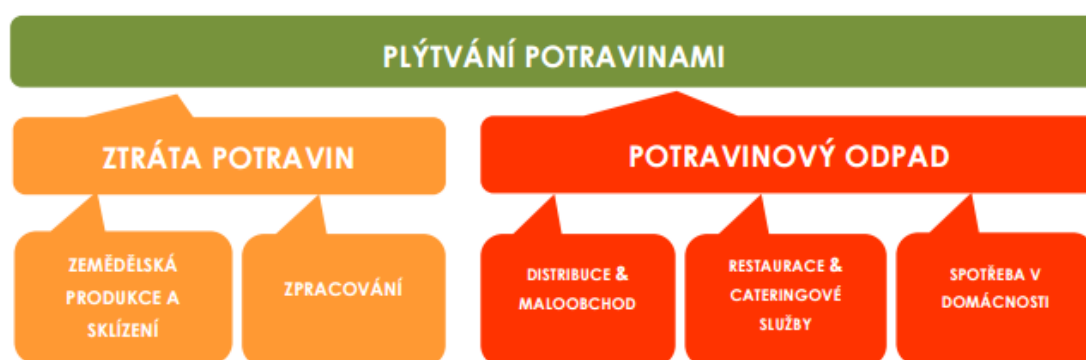 PLÝTVÁNÍ POTRAVINAMI
ZTRÁTA POTRAVIN
POTRAVINOVÝ ODPAD
ZEMĚDĚLSKÁ
PRODUKCE A
SKLÍZENÍ
ZPRACOVÁNÍ
DISTRIBUCE &
MALOOBCHOD
RESTAURACE &
CATERINGOVÉ
SLUŽBY
SPOTŘEBA V
DOMÁCNOSTI